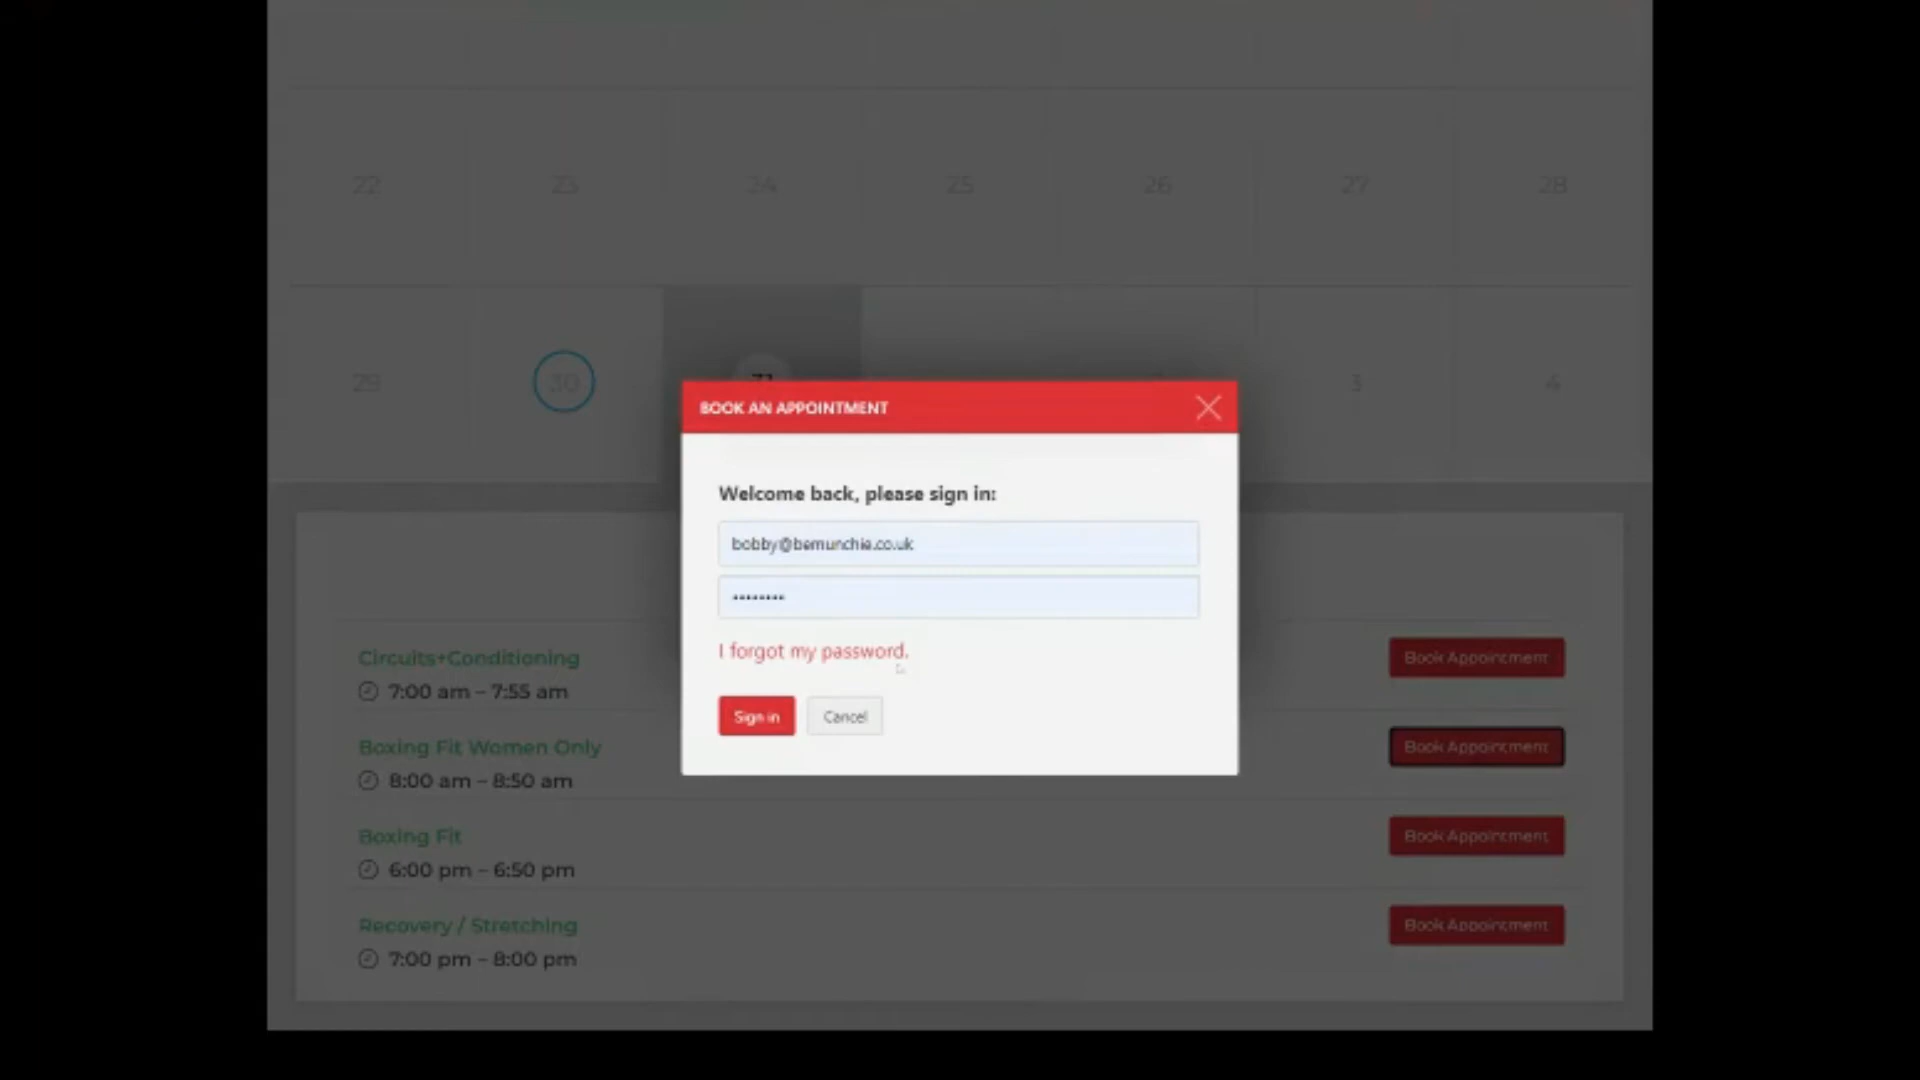 22 23 24 25 26 27 28
29 30 31 3 4
BOOK AN APPOINTMENT
Welcome back, please sign in:
bobby@bemunchie.co.uk
••••••••
I forgot my password.
Sign in Cancel
Circuits+Conditioning Book Appointment
7:00 am – 7:55 am
Boxing Fit Women Only Book Appointment
8:00 am – 8:50 am
Boxing Fit Book Appointment
6:00 pm – 6:50 pm
Recovery / Stretching Book Appointment
7:00 pm – 8:00 pm